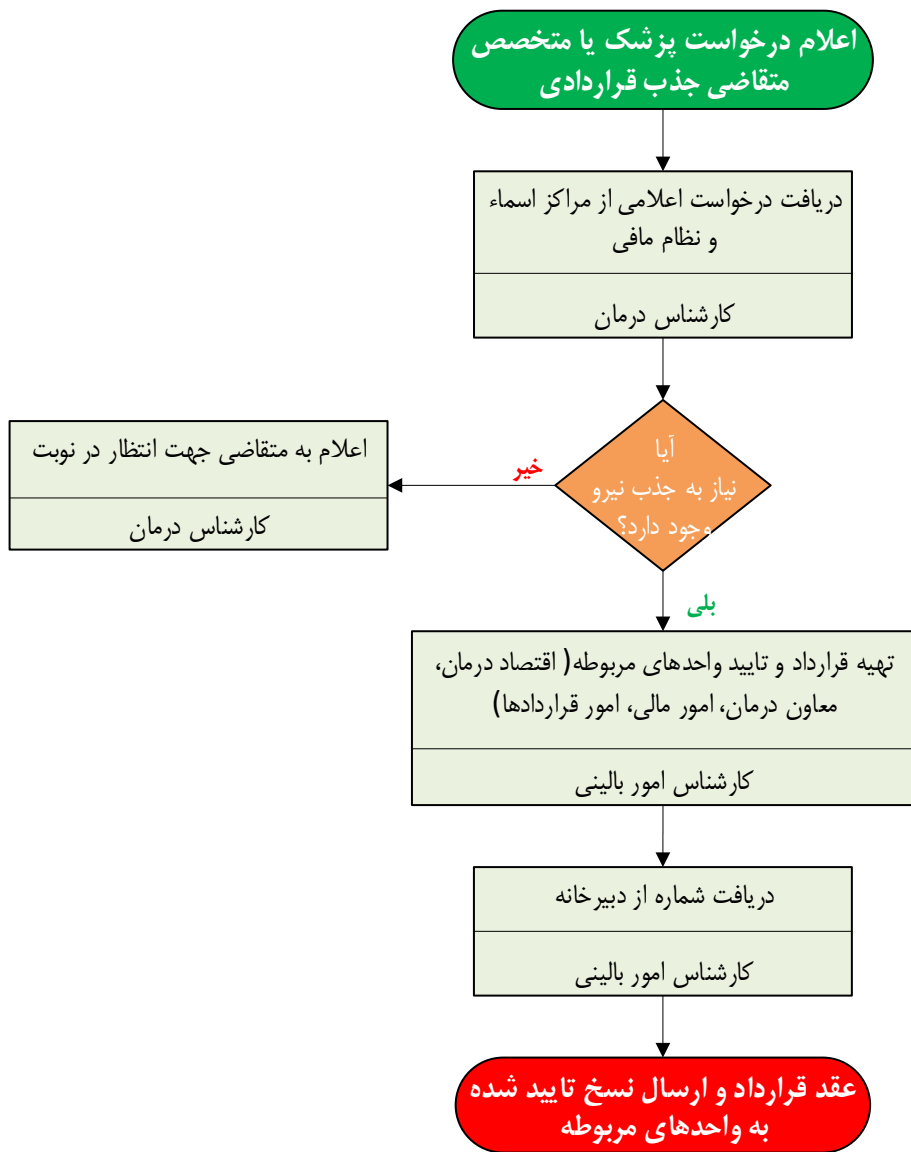 اعلام درخواست پزشک یا متخصص
متقاضی جذب قراردادی
دریافت درخواست اعلامی از مراکز اسماء
و نظام مافی
کارشناس درمان
آیا
نیاز به جذب نیرو
وجود دارد؟
خیر
اعلام به متقاضی جهت انتظار در نوبت
کارشناس درمان
بلی
تهیه قرارداد و تایید واحدهای مربوطه( اقتصاد درمان،
معاون درمان، امور مالی، امور قراردادها)
کارشناس امور بالینی
دریافت شماره از دبیرخانه
کارشناس امور بالینی
عقد قرارداد و ارسال نسخ تایید شده
به واحدهای مربوطه